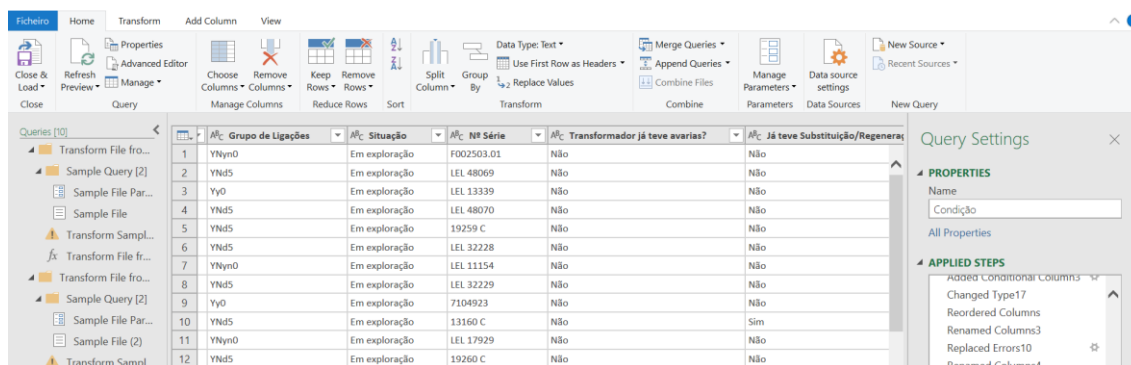 Ficheiro Home Transform Add Column View
Close & Load
Refresh Preview
Properties
Advanced Editor
Manage
Choose Columns
Remove Columns
Keep Rows
Remove Rows
Split Column
Group By
Data Type: Text
Use First Row as Headers
Replace Values
Merge Queries
Append Queries
Combine Files
Manage Parameters
Data source settings
New Source
Recent Sources
Close Query Manage Columns Reduce Rows Sort Transform Combine Parameters Data Sources New Query
Queries [10]
Transform File fro...
Sample Query [2]
Sample File Par...
Sample File
Transform Sampl...
fx Transform File fr...
Transform File fro...
Sample Query [2]
Sample File Par...
Sample File (2)
Transform Sampl...
ABC Grupo de Ligações ABC Situação ABC Nº Série ABC Transformador já teve avarias? ABC Já teve Substituição/Regeneraç
1 YNyn0 Em exploração F002503.01 Não Não
2 YNd5 Em exploração LEL 48069 Não Não
3 Yy0 Em exploração LEL 13339 Não Não
4 YNd5 Em exploração LEL 48070 Não Não
5 YNd5 Em exploração 19259 C Não Não
6 YNd5 Em exploração LEL 32228 Não Não
7 YNyn0 Em exploração LEL 11154 Não Não
8 YNd5 Em exploração LEL 32229 Não Não
9 Yy0 Em exploração 7104923 Não Não
10 YNd5 Em exploração 13160 C Não Sim
11 YNyn0 Em exploração LEL 17929 Não Não
12 YNd5 Em exploração 19260 C Não Não
Query Settings
PROPERTIES
Name
Condição
All Properties
APPLIED STEPS
Added Conditional Column3
Changed Type17
Reordered Columns
Renamed Columns3
Replaced Errors10
Renamed Columns4